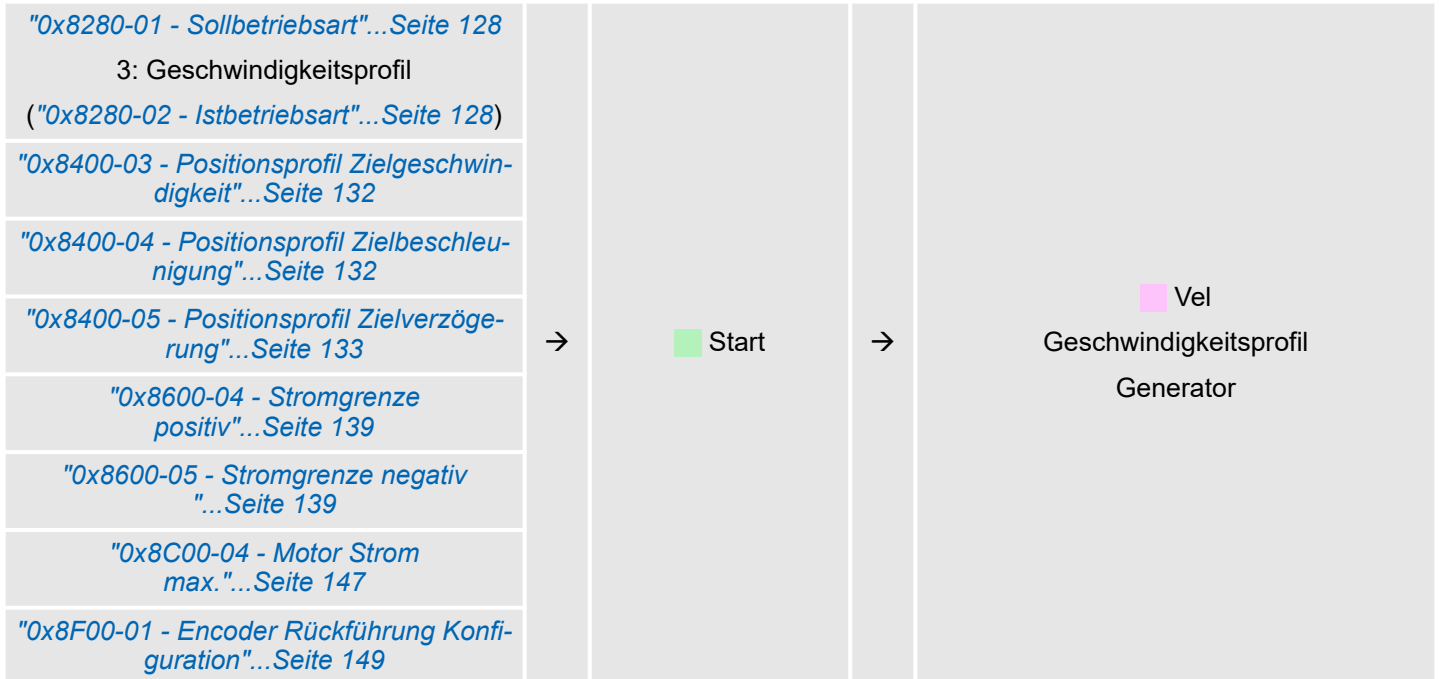 "0x8280-01 - Sollbetriebsart"...Seite 128
3: Geschwindigkeitsprofil
("0x8280-02 - Istbetriebsart"...Seite 128)
"0x8400-03 - Positionsprofil Zielgeschwin-
digkeit"...Seite 132
"0x8400-04 - Positionsprofil Zielbeschleu-
nigung"...Seite 132
"0x8400-05 - Positionsprofil Zielverzöge-
rung"...Seite 133
"0x8600-04 - Stromgrenze
positiv"...Seite 139
"0x8600-05 - Stromgrenze negativ
"...Seite 139
"0x8C00-04 - Motor Strom
max."...Seite 147
"0x8F00-01 - Encoder Rückführung Konfi-
guration"...Seite 149
→
Start
→
Vel
Geschwindigkeitsprofil
Generator